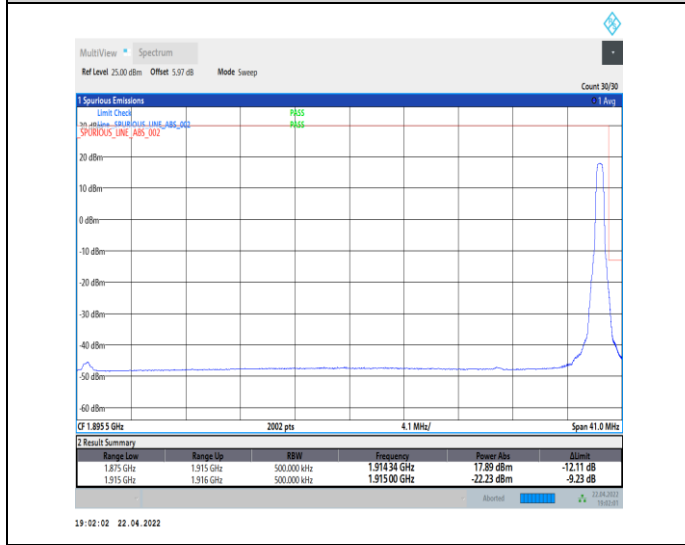 MultiView Spectrum
Ref Level 25.00 dBm Offset 5.97 dB Mode Sweep
Count 30/30
1 Spurious Emissions 1 Avg
Limit Check PASS
Line SPURIOUS_LINE_ABS_002 PASS
SPURIOUS_LINE_ABS_002
20 dBm
10 dBm
0 dBm
-10 dBm
-20 dBm
-30 dBm
-40 dBm
-50 dBm
-60 dBm
CF 1.895 5 GHz 2002 pts 4.1 MHz/ Span 41.0 MHz
2 Result Summary
Range Low Range Up RBW Frequency Power Abs ΔLimit
1.875 GHz 1.915 GHz 500.000 kHz 1.914 34 GHz 17.89 dBm -12.11 dB
1.915 GHz 1.916 GHz 500.000 kHz 1.915 00 GHz -22.23 dBm -9.23 dB
Aborted 22.04.2022
19:02:01
19:02:02 22.04.2022